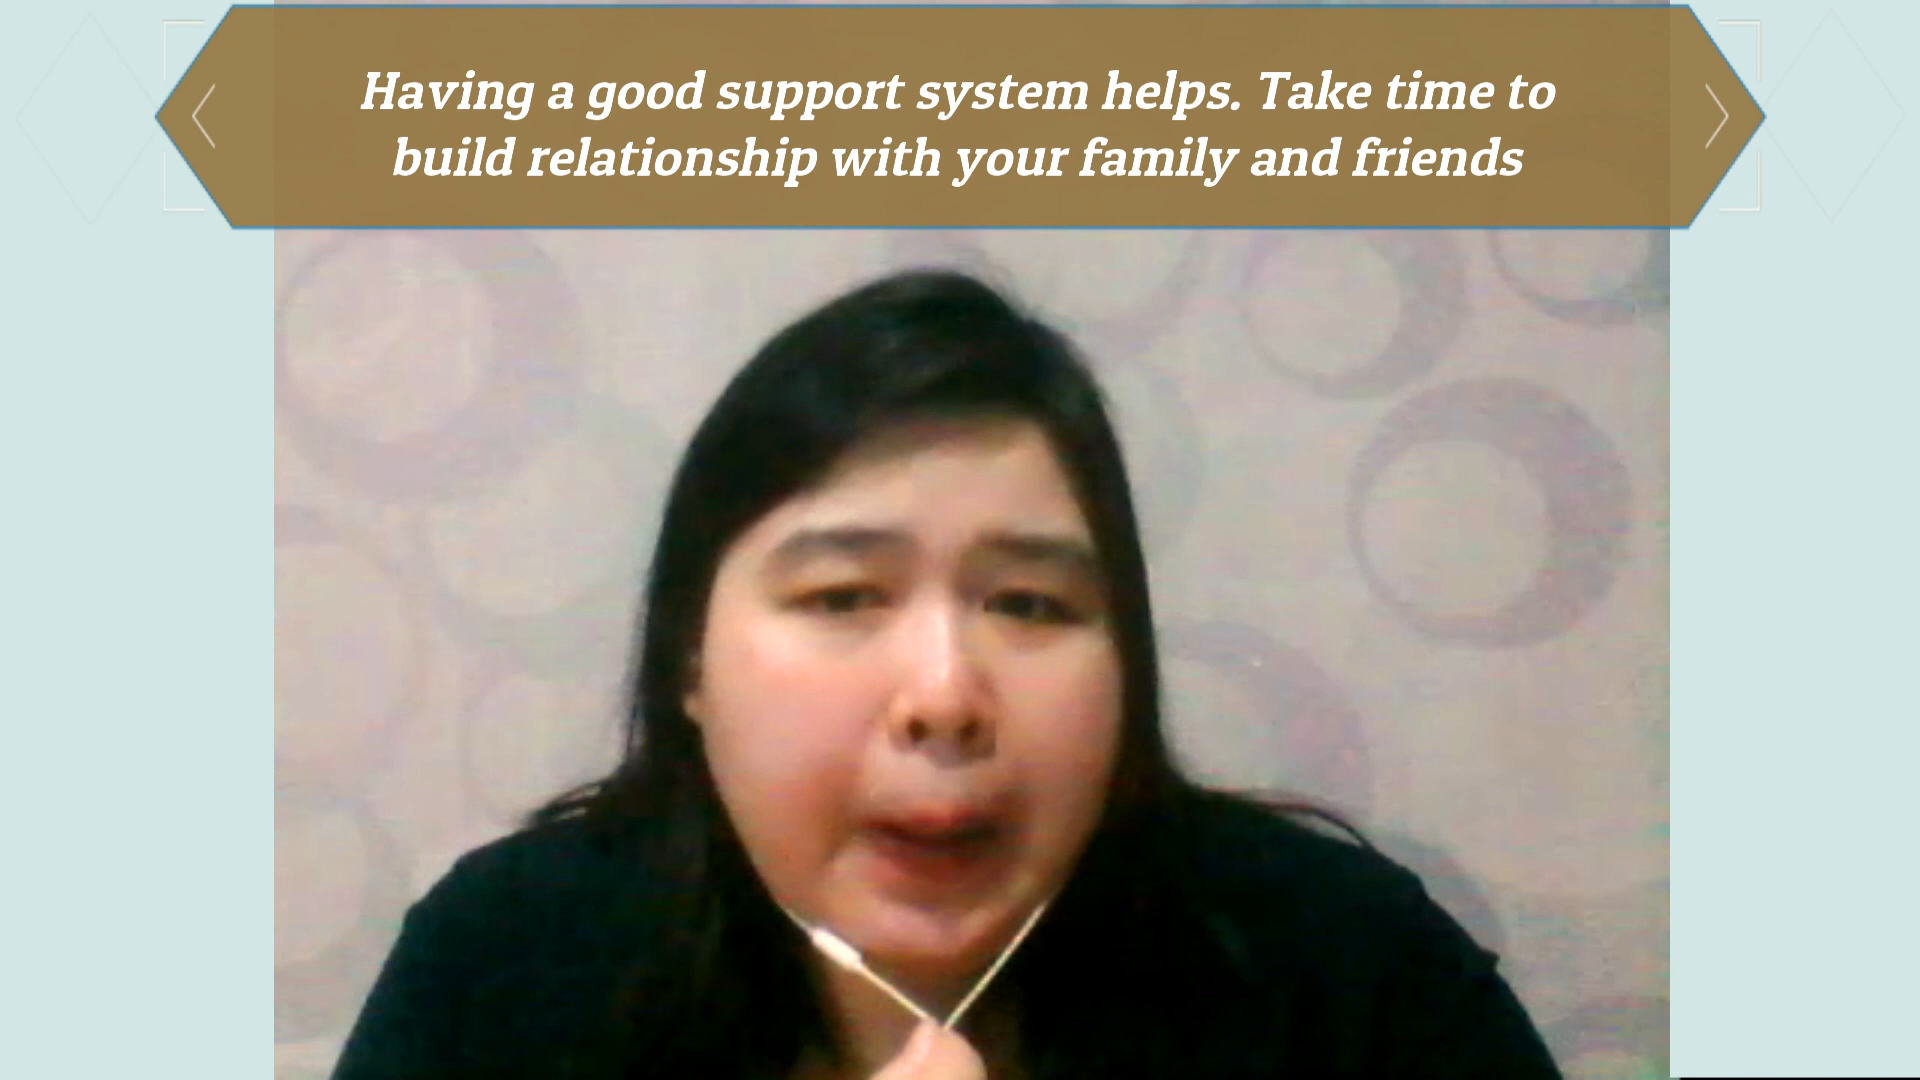 Having a good support system helps. Take time to
build relationship with your family and friends